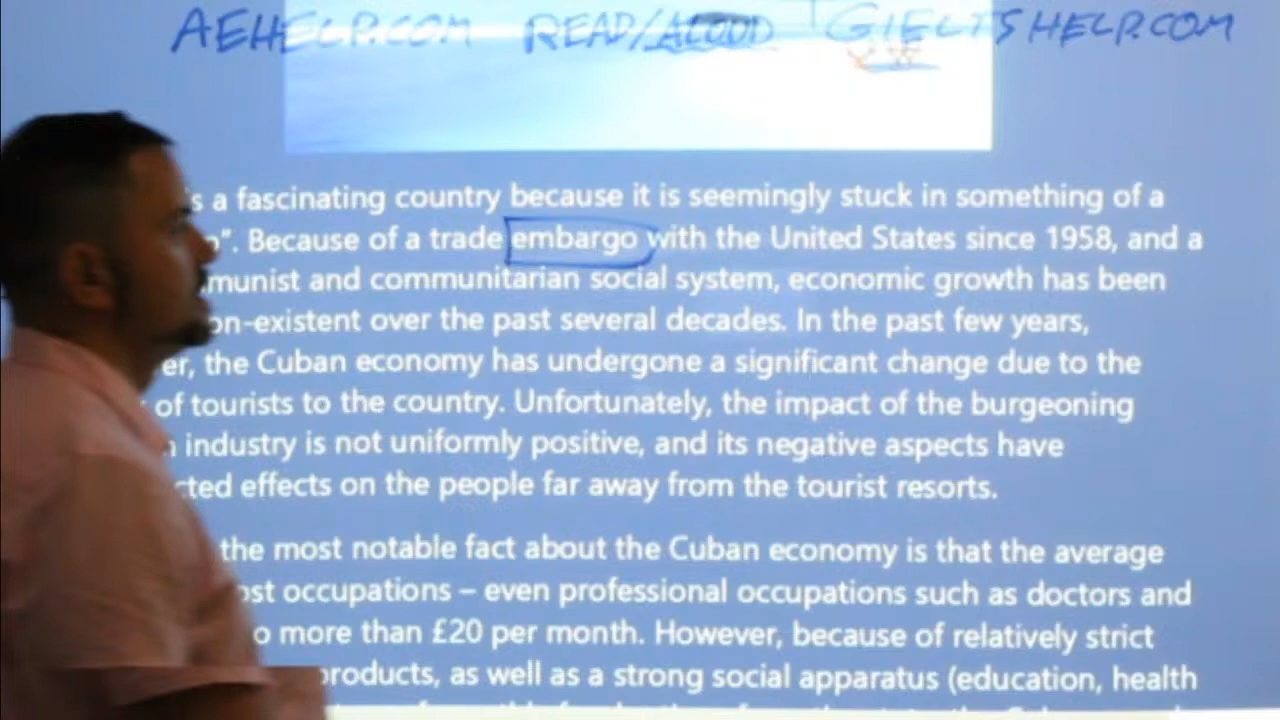 AEHELP.COM READ/ALOUD GIELTSHELP.COM
s a fascinating country because it is seemingly stuck in something of a
Because of a trade embargo with the United States since 1958, and a
munist and communitarian social system, economic growth has been
on-existent over the past several decades. In the past few years,
er, the Cuban economy has undergone a significant change due to the
of tourists to the country. Unfortunately, the impact of the burgeoning
industry is not uniformly positive, and its negative aspects have
cted effects on the people far away from the tourist resorts.
the most notable fact about the Cuban economy is that the average
ost occupations – even professional occupations such as doctors and
o more than £20 per month. However, because of relatively strict
products, as well as a strong social apparatus (education, health